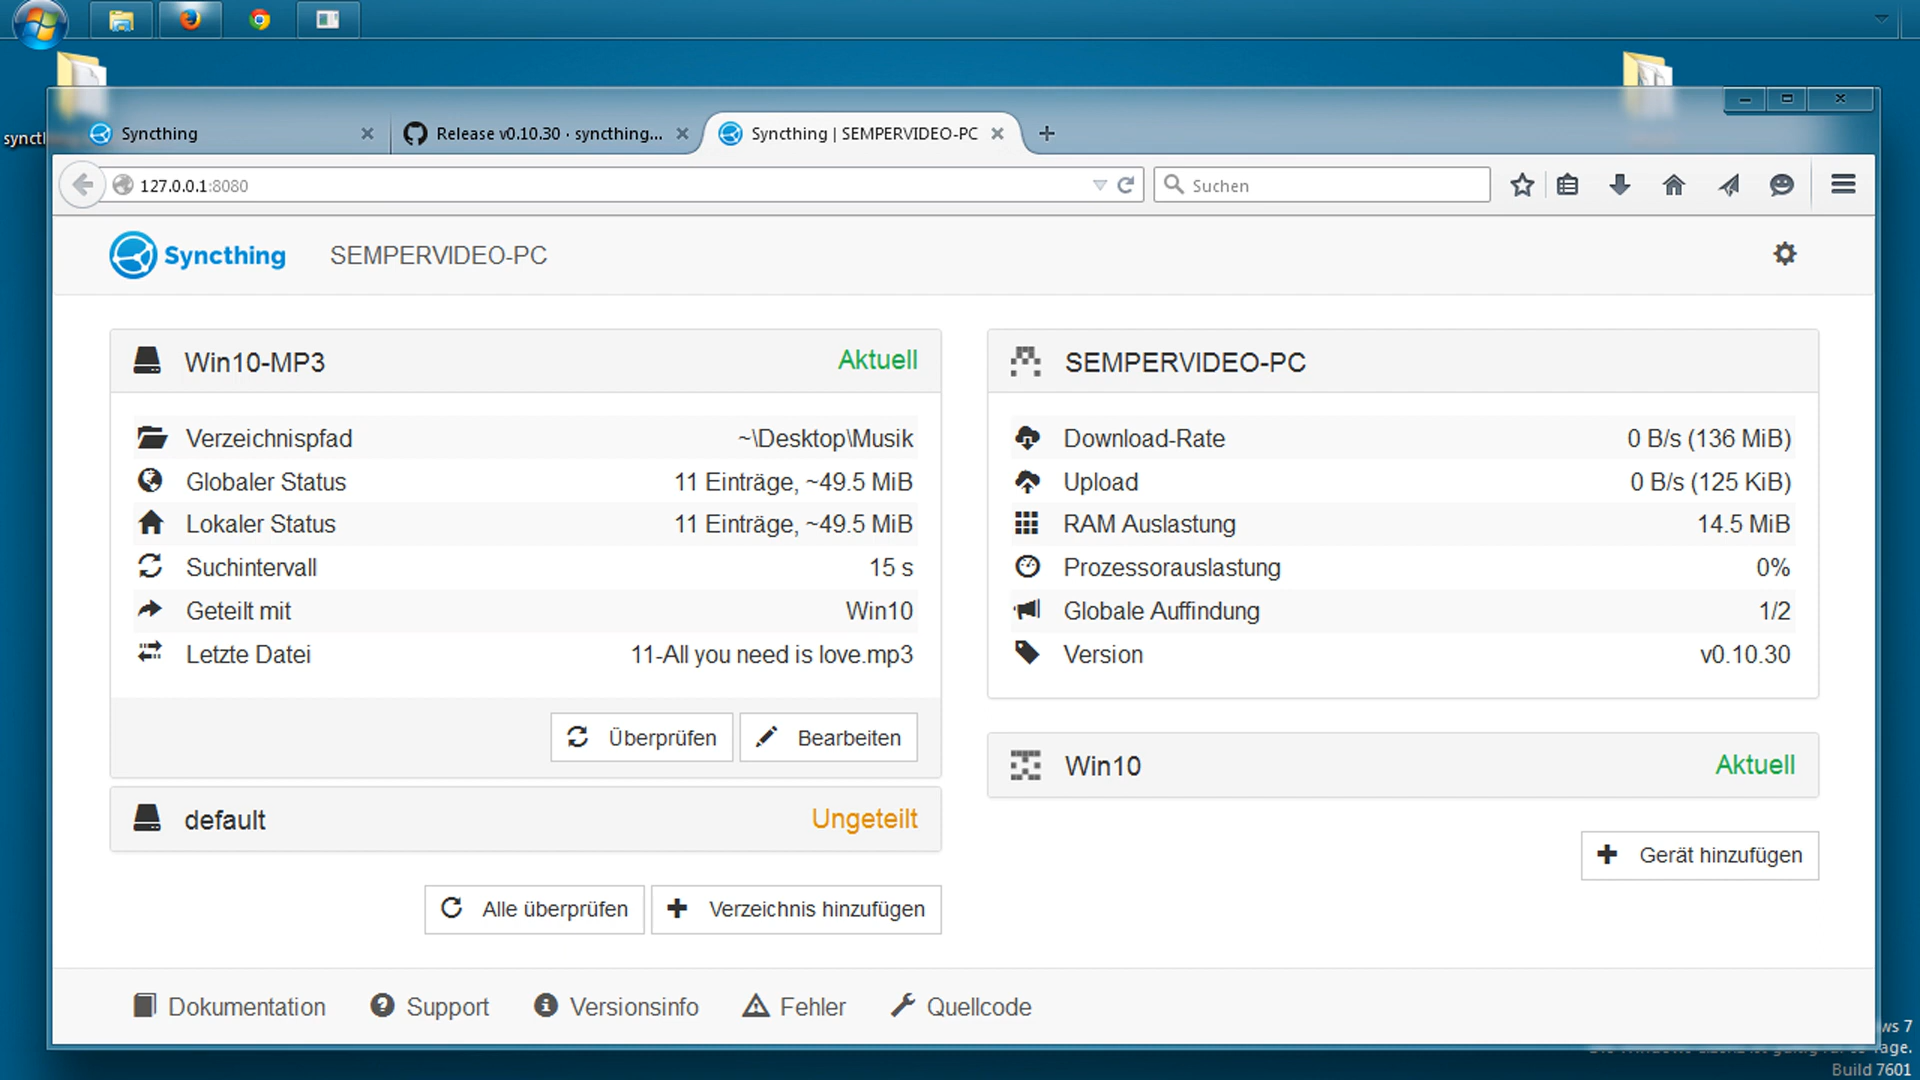 syncth
Syncthing
Release v0.10.30 · syncthing...
Syncthing | SEMPERVIDEO-PC
127.0.0.1:8080
Suchen
Syncthing
SEMPERVIDEO-PC
Win10-MP3
Aktuell
Verzeichnispfad
~\Desktop\Musik
Globaler Status
11 Einträge, ~49.5 MiB
Lokaler Status
11 Einträge, ~49.5 MiB
Suchintervall
15 s
Geteilt mit
Win10
Letzte Datei
11-All you need is love.mp3
Überprüfen
Bearbeiten
default
Ungeteilt
Alle überprüfen
Verzeichnis hinzufügen
SEMPERVIDEO-PC
Download-Rate
0 B/s (136 MiB)
Upload
0 B/s (125 KiB)
RAM Auslastung
14.5 MiB
Prozessorauslastung
0%
Globale Auffindung
1/2
Version
v0.10.30
Win10
Aktuell
Gerät hinzufügen
Dokumentation
Support
Versionsinfo
Fehler
Quellcode
ws 7
Tage.
Build 7601